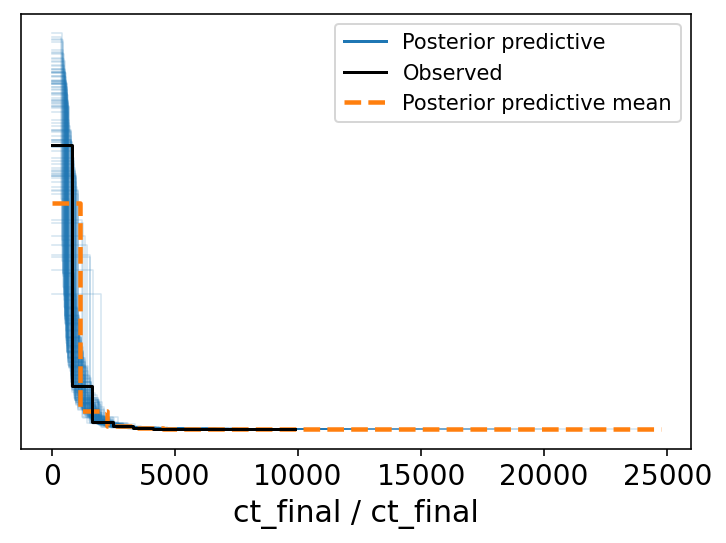 Posterior predictive
Observed
Posterior predictive mean
0 5000 10000 15000 20000 25000
ct_final / ct_final